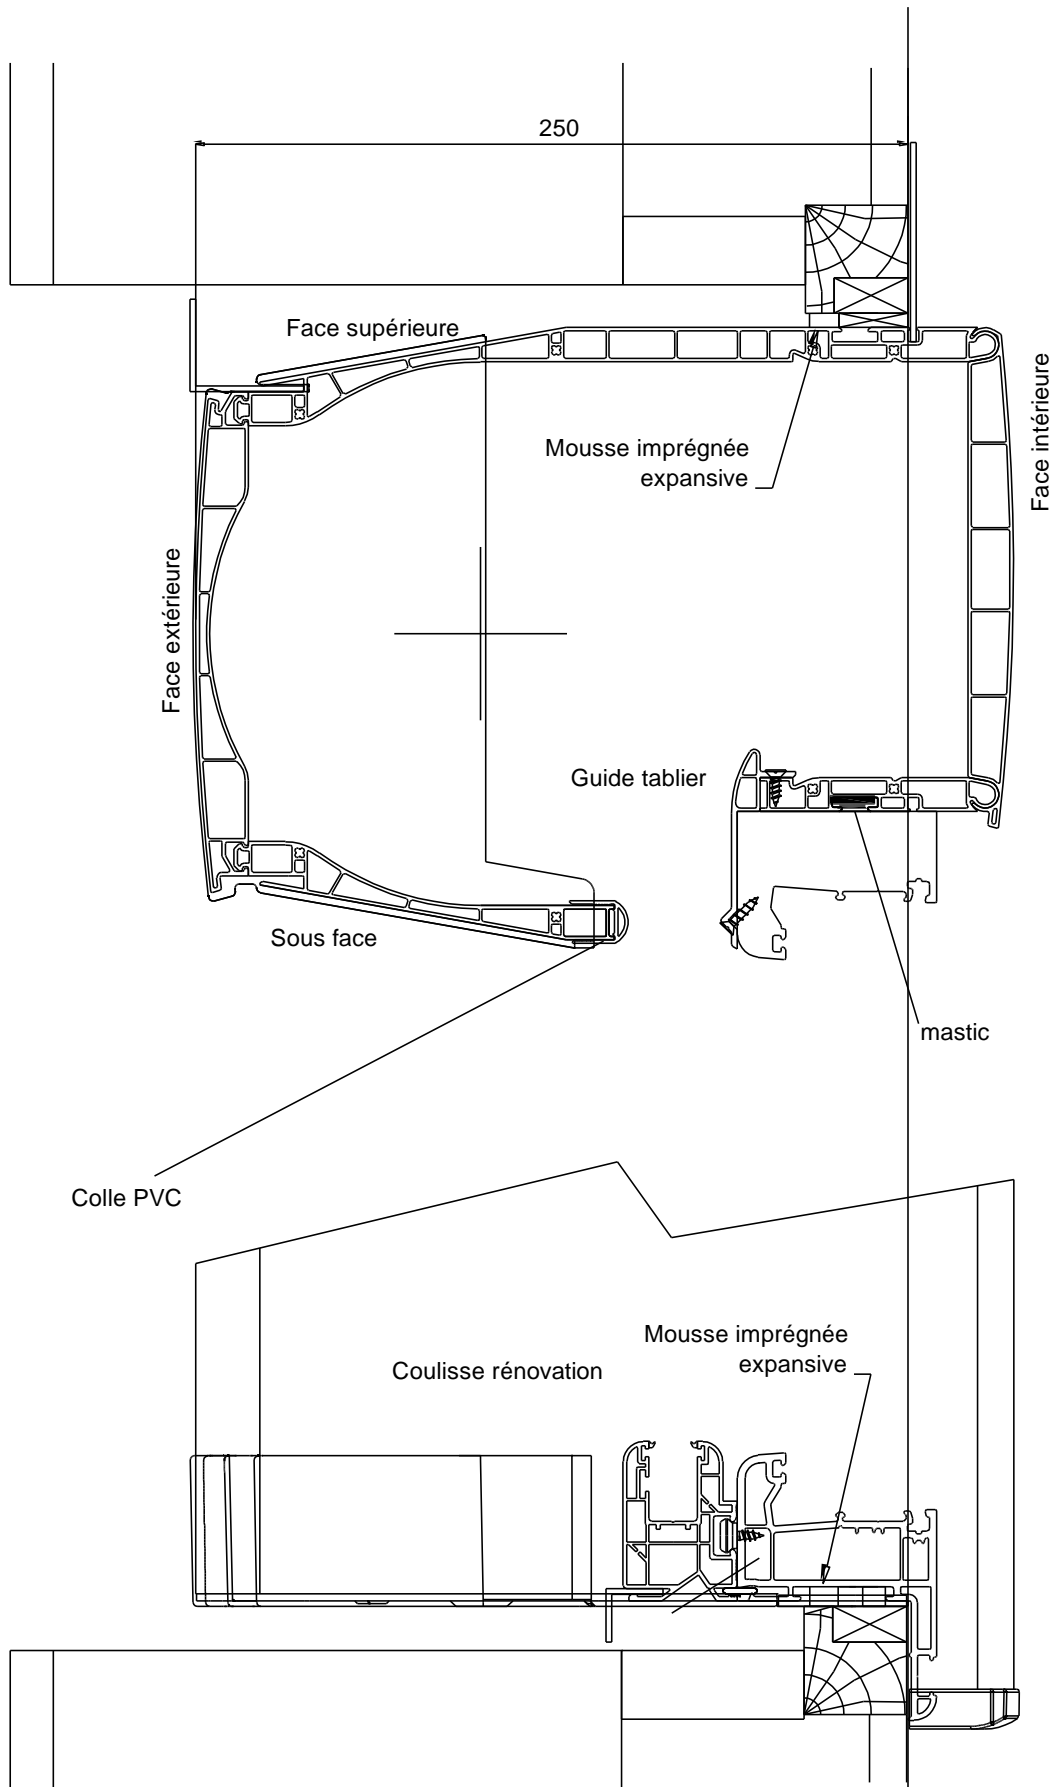 250
Face supérieure
Mousse imprégnée
expansive
Face intérieure
Face extérieure
Guide tablier
Sous face
mastic
Colle PVC
Mousse imprégnée
expansive
Coulisse rénovation